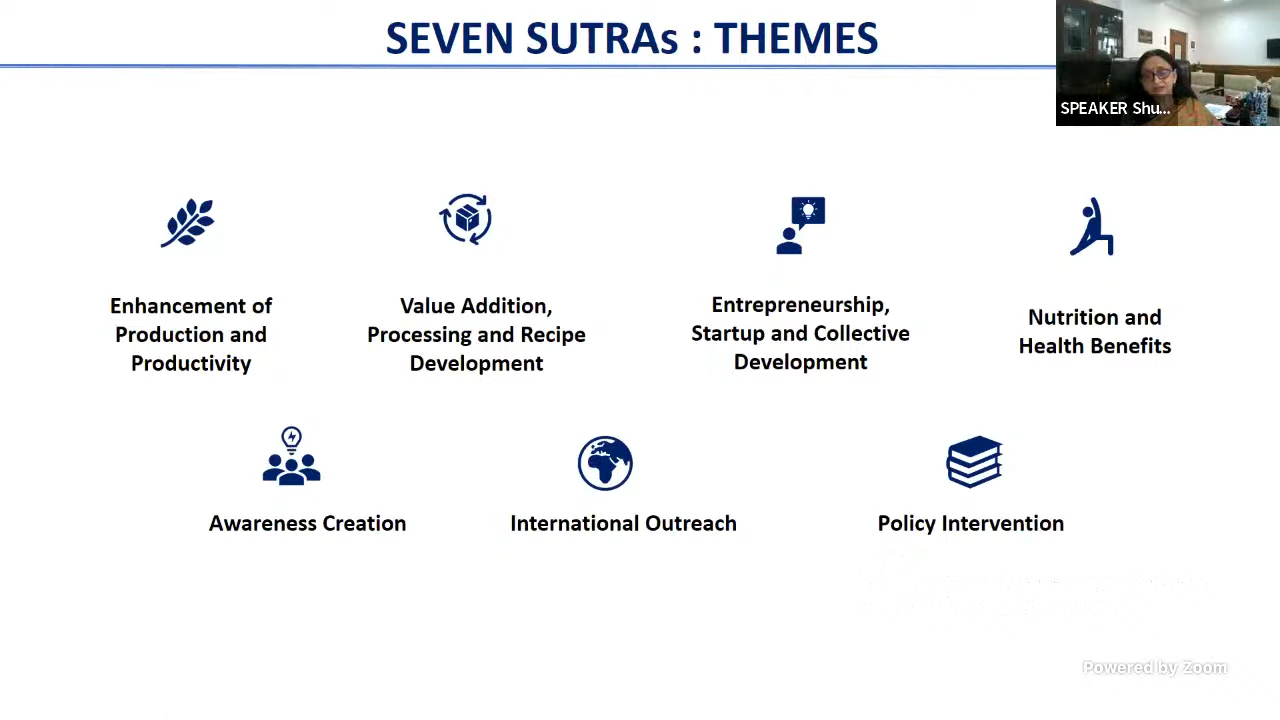 SEVEN SUTRAs : THEMES
SPEAKER Shu...
Enhancement of
Production and
Productivity
Value Addition,
Processing and Recipe
Development
Entrepreneurship,
Startup and Collective
Development
Nutrition and
Health Benefits
Awareness Creation
International Outreach
Policy Intervention
Powered by Zoom